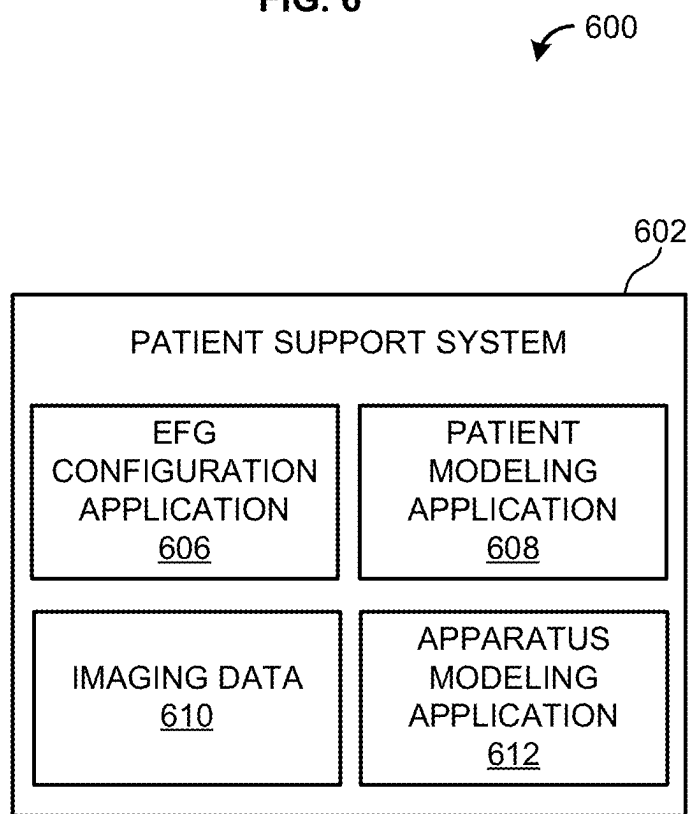 FIG. 6
600
602
PATIENT SUPPORT SYSTEM
EFG
CONFIGURATION
APPLICATION
606
PATIENT
MODELING
APPLICATION
608
IMAGING DATA
610
APPARATUS
MODELING
APPLICATION
612